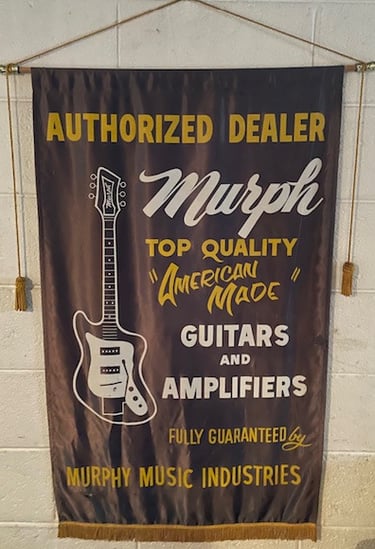 AUTHORIZED DEALER
Murph
TOP QUALITY
"AMERICAN
MADE"
GUITARS
AND
AMPLIFIERS
FULLY GUARANTEED by
MURPHY MUSIC INDUSTRIES